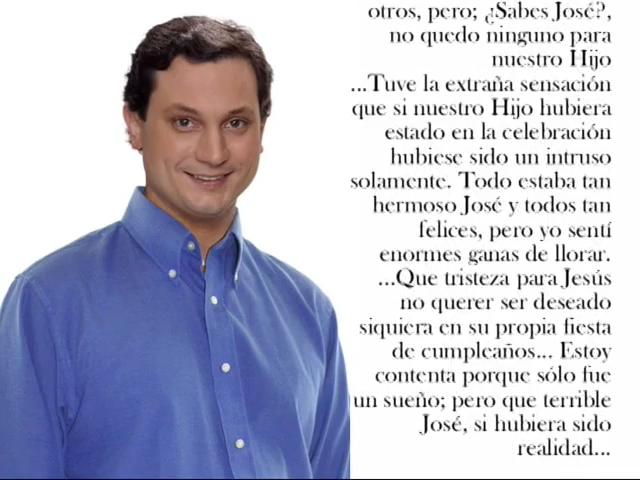 otros, pero; ¿Sabes José?,
no quedo ninguno para
nuestro Hijo
...Tuve la extraña sensación
que si nuestro Hijo hubiera
estado en la celebración
hubiese sido un intruso
solamente. Todo estaba tan
hermoso José y todos tan
felices, pero yo sentí
enormes ganas de llorar.
...Que tristeza para Jesús
no querer ser deseado
siquiera en su propia fiesta
de cumpleaños... Estoy
contenta porque sólo fue
un sueño; pero que terrible
José, si hubiera sido
realidad...